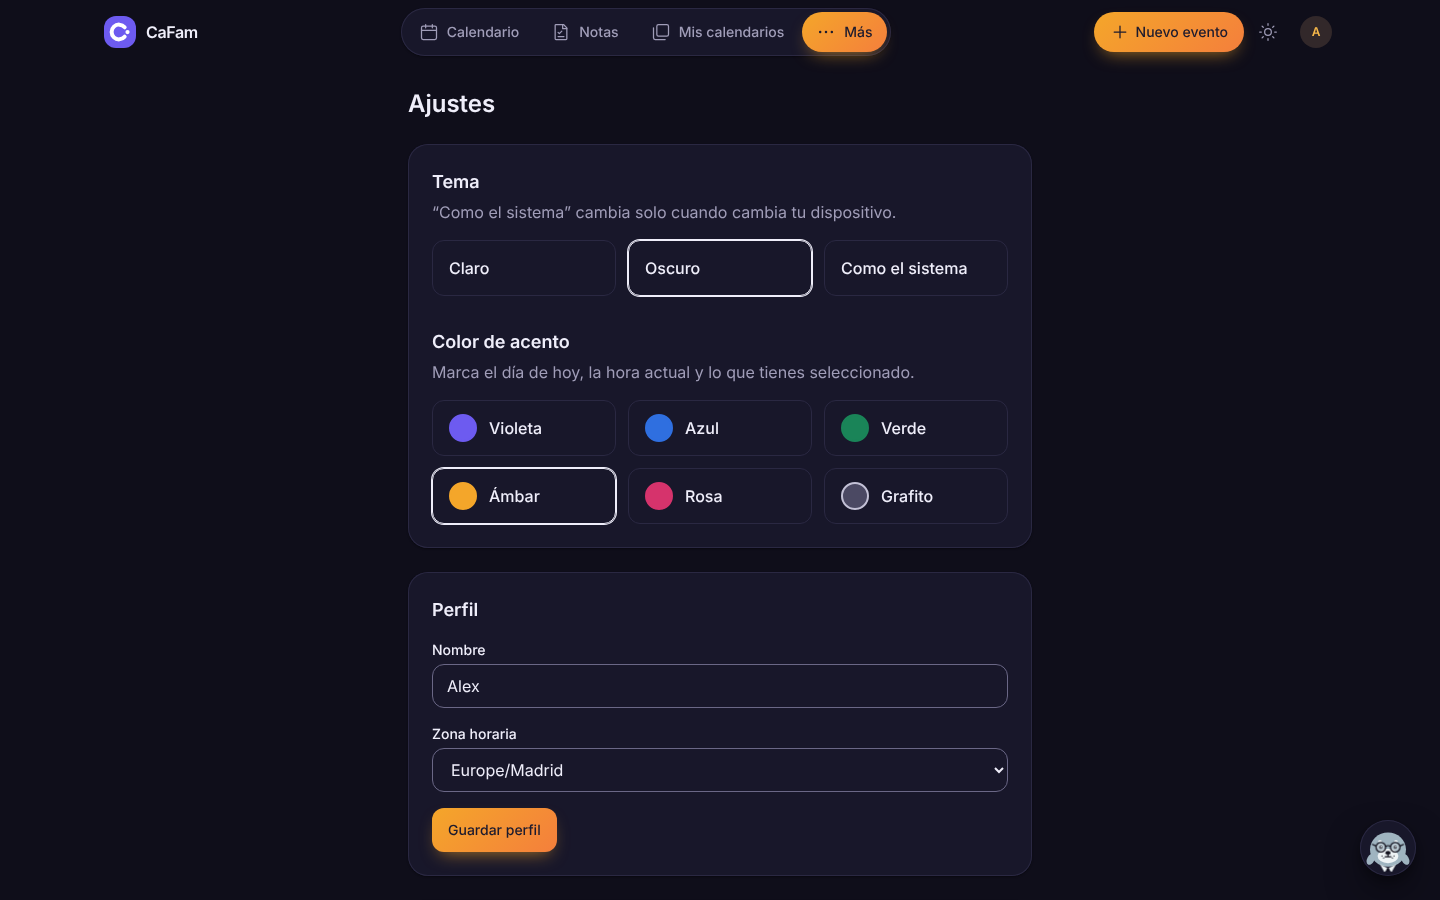 CaFam
Calendario
Notas
Mis calendarios
Más
Nuevo evento
A
Ajustes
Tema
“Como el sistema” cambia solo cuando cambia tu dispositivo.
Claro
Oscuro
Como el sistema
Color de acento
Marca el día de hoy, la hora actual y lo que tienes seleccionado.
Violeta
Azul
Verde
Ámbar
Rosa
Grafito
Perfil
Nombre
Alex
Zona horaria
Europe/Madrid
Guardar perfil